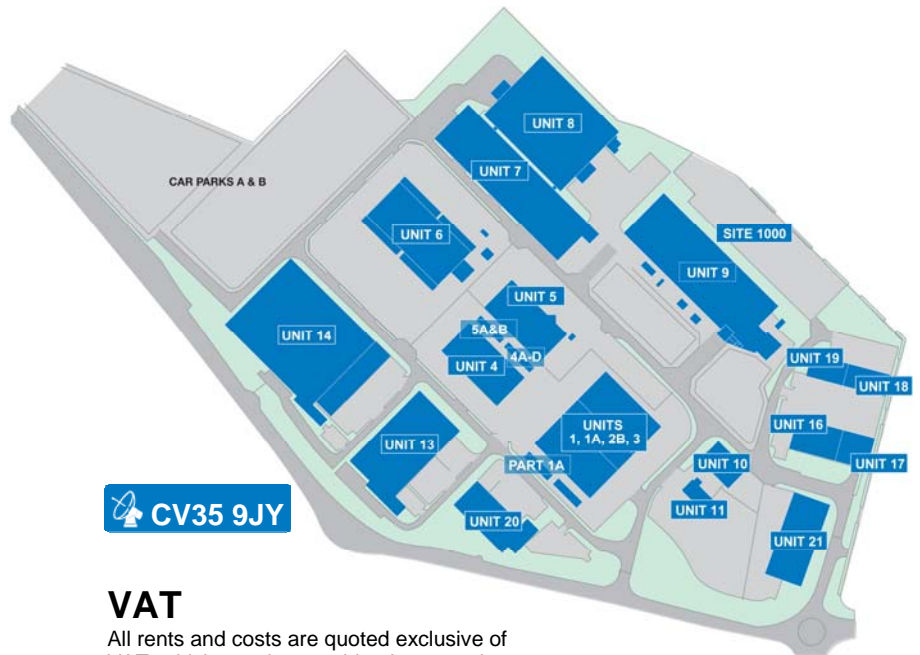 UNIT 8
CAR PARKS A & B
UNIT 7
UNIT 6
SITE 1000
UNIT 9
UNIT 5
5A&B
UNIT 14
4A-D
UNIT 4
UNIT 19
UNIT 18
UNITS
1, 1A, 2B, 3
UNIT 16
UNIT 13
PART 1A
UNIT 10
UNIT 17
UNIT 11
CV35 9JY
UNIT 20
UNIT 21
VAT
All rents and costs are quoted exclusive of